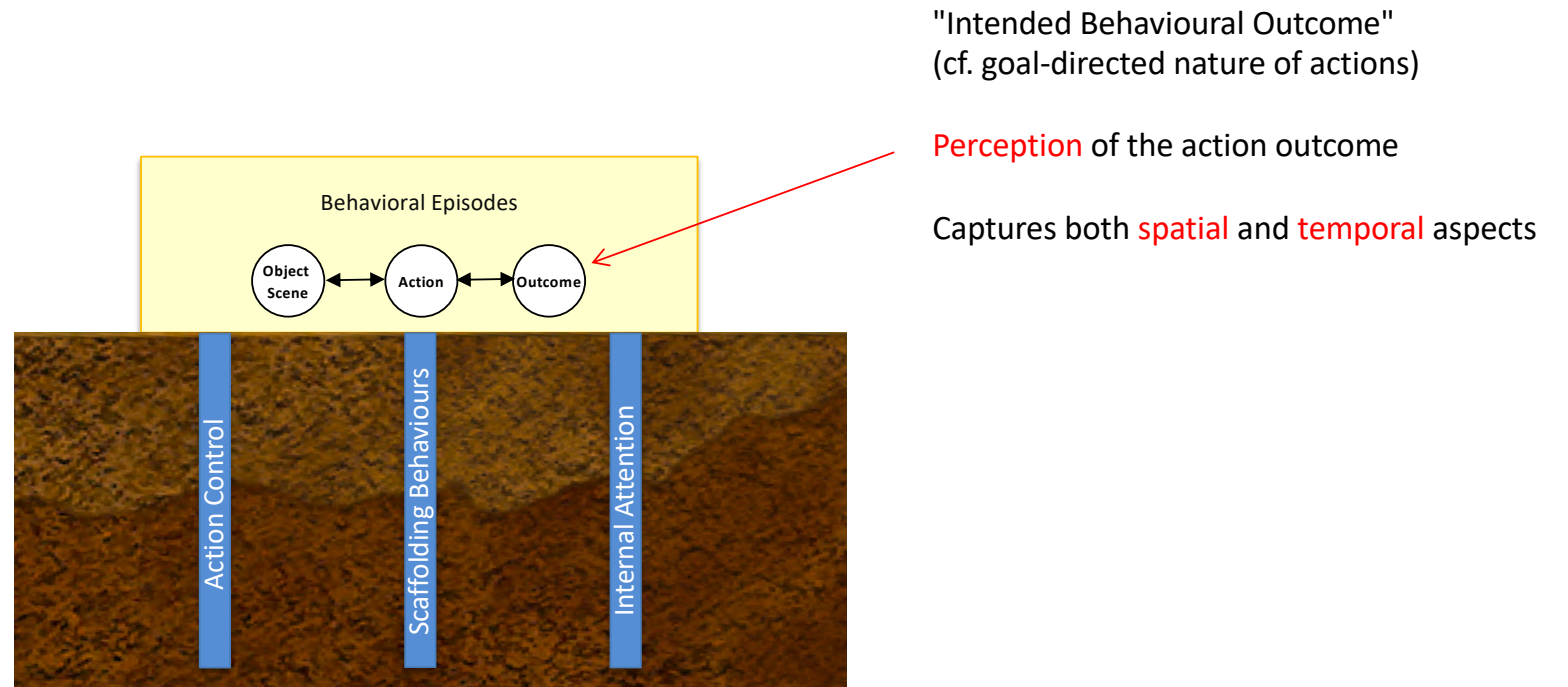 "Intended Behavioural Outcome"
(cf. goal-directed nature of actions)
Perception of the action outcome
Captures both spatial and temporal aspects
Behavioral Episodes
Object
Scene
Action
Outcome
Action Control
Scaffolding Behaviours
Internal Attention